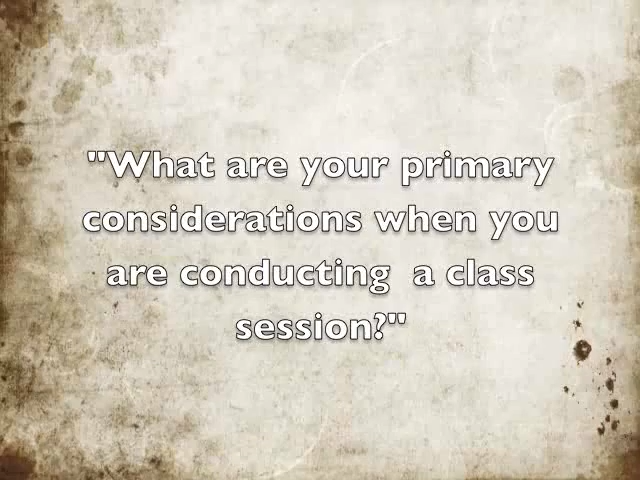 "What are your primary
considerations when you
are conducting  a class
session?"